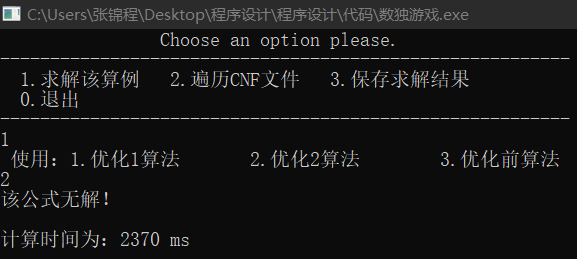 C:\Users\张锦程\Desktop\程序设计\程序设计\代码\数独游戏.exe
Choose an option please.
----------------------------------------------------------
1.求解该算例 2.遍历CNF文件 3.保存求解结果
0.退出
----------------------------------------------------------
1
使用：1.优化1算法 2.优化2算法 3.优化前算法
2
该公式无解！
计算时间为：2370 ms